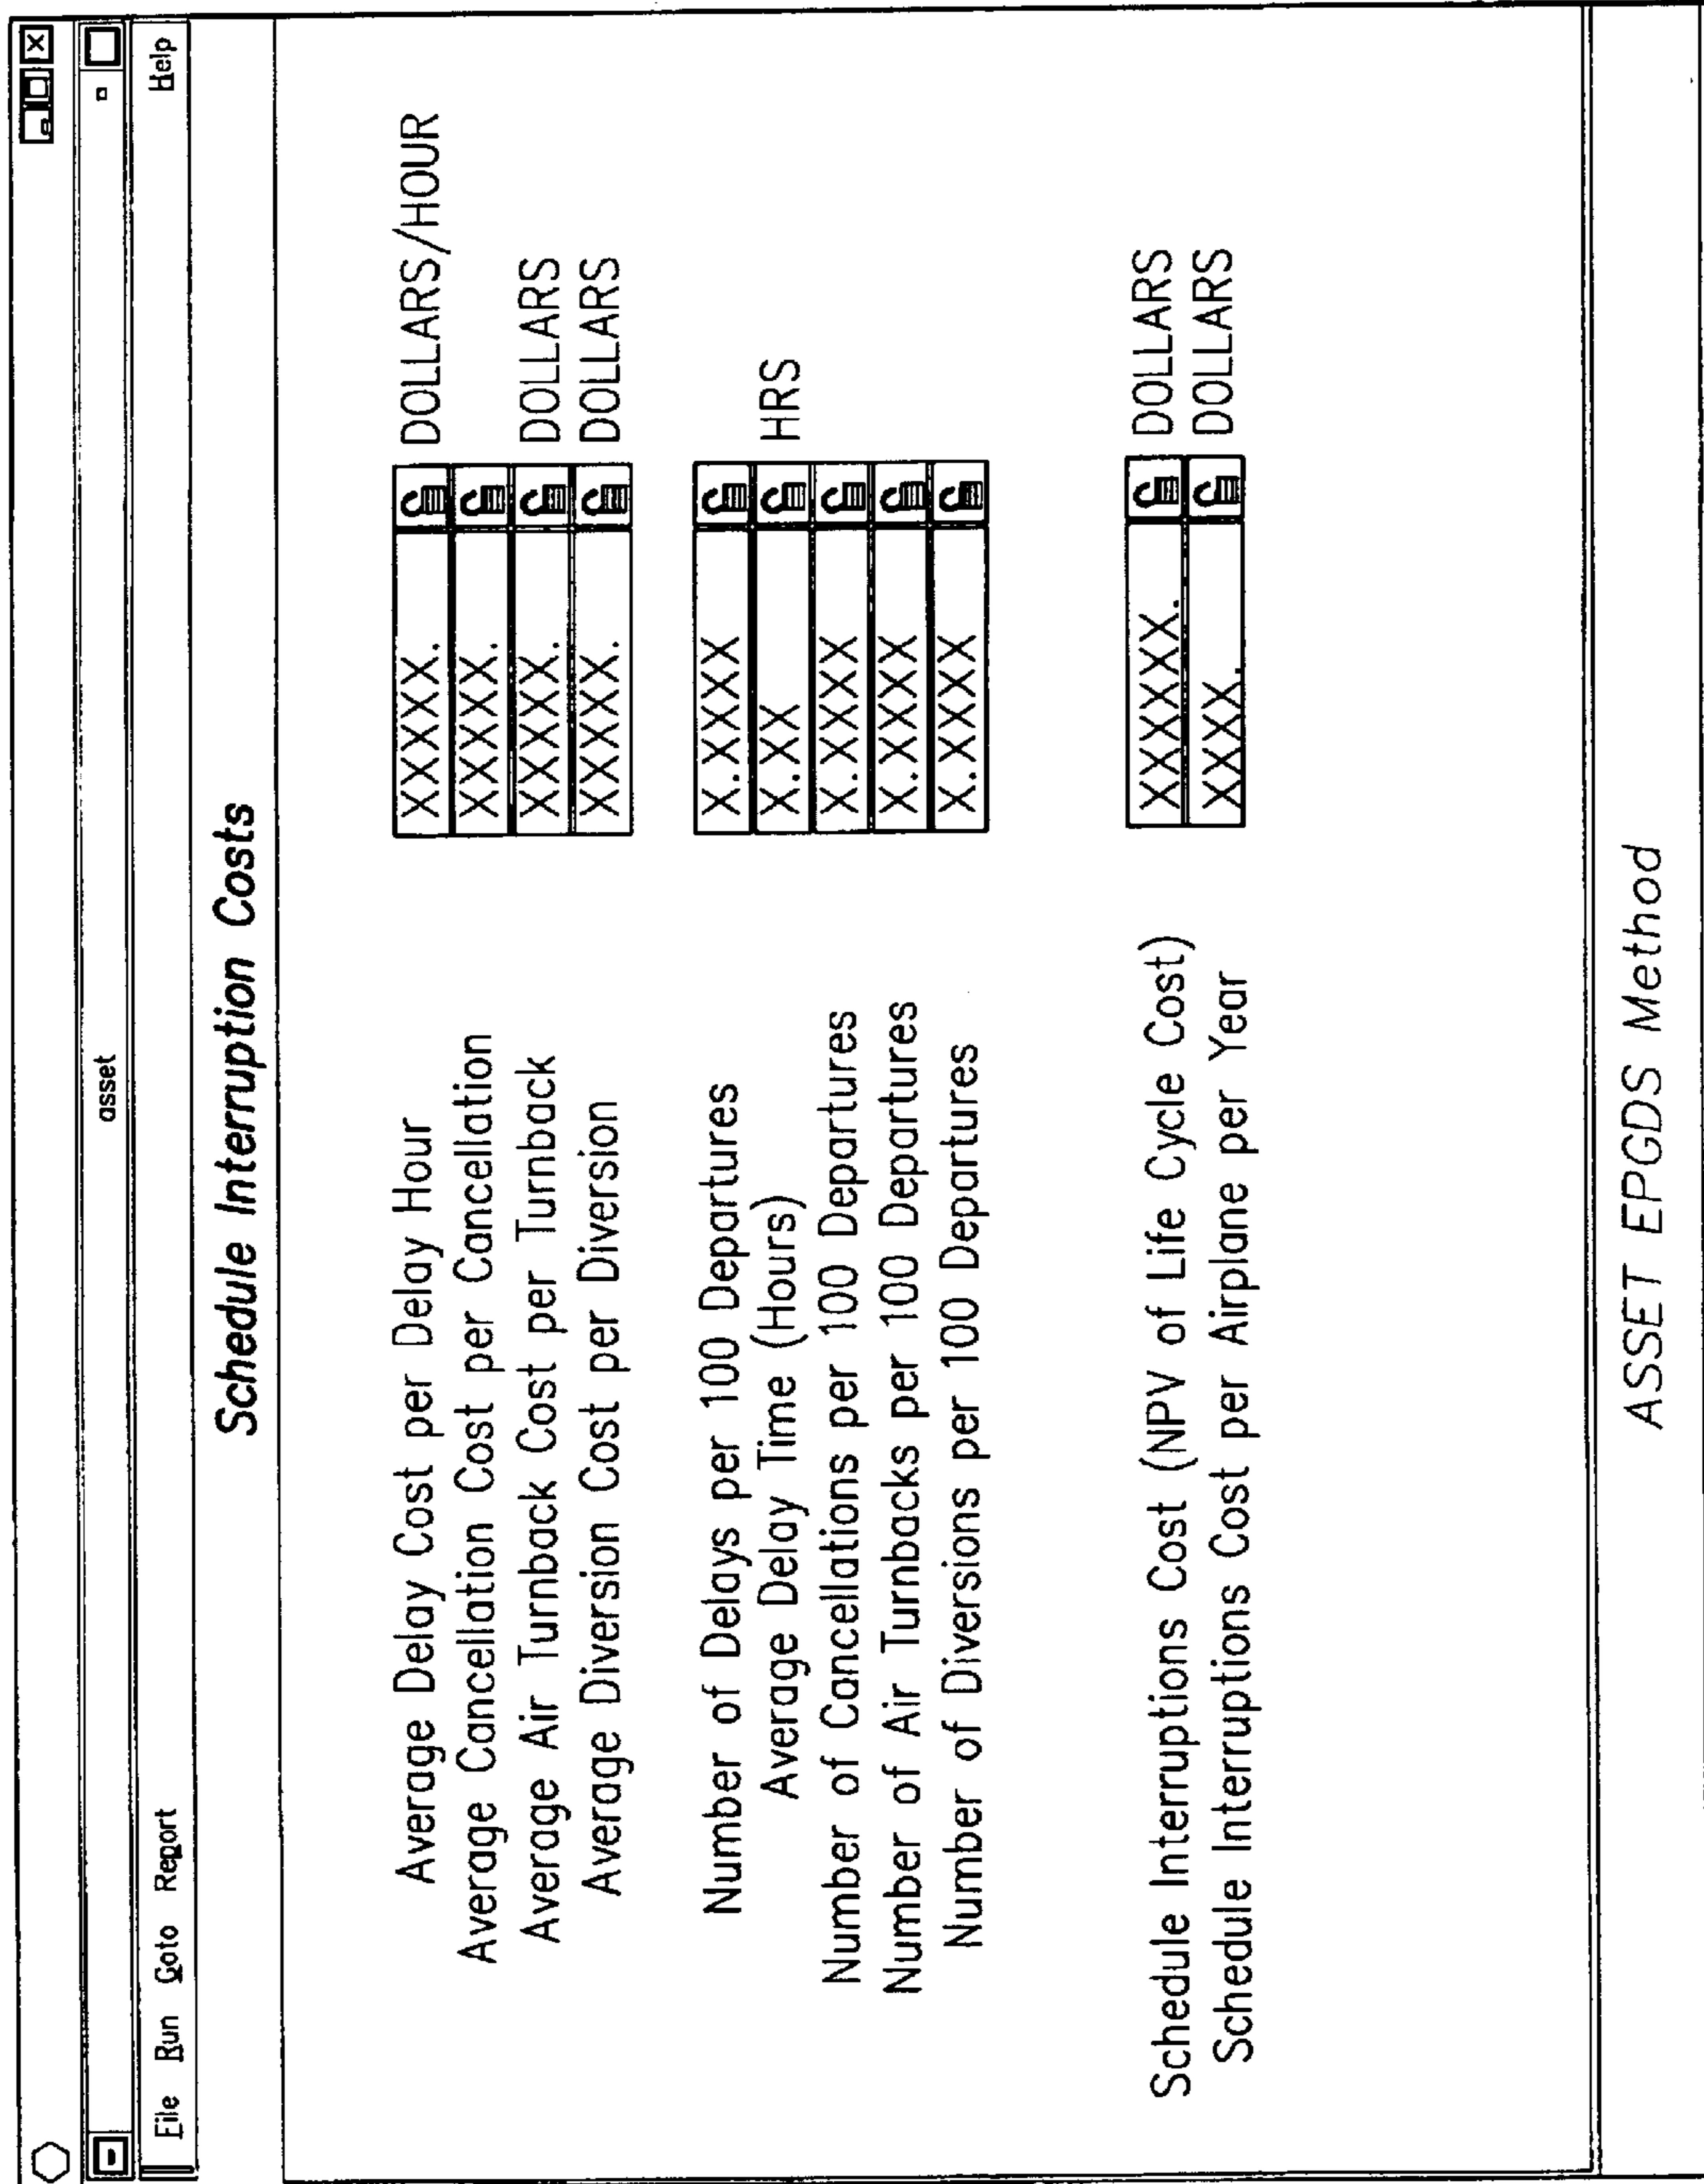 asset
File Run Goto Report Help
Schedule Interruption Costs
Average Delay Cost per Delay Hour XXXXX. DOLLARS/HOUR
Average Cancellation Cost per Cancellation XXXXX.
Average Air Turnback Cost per Turnback XXXXX. DOLLARS
Average Diversion Cost per Diversion XXXXX. DOLLARS
Number of Delays per 100 Departures X.XXXX
Average Delay Time (Hours) X.XX HRS
Number of Cancellations per 100 Departures X.XXXX
Number of Air Turnbacks per 100 Departures X.XXXX
Number of Diversions per 100 Departures X.XXXX
Schedule Interruptions Cost (NPV of Life Cycle Cost) XXXXXX. DOLLARS
Schedule Interruptions Cost per Airplane per Year XXXX. DOLLARS
ASSET EPGDS Method